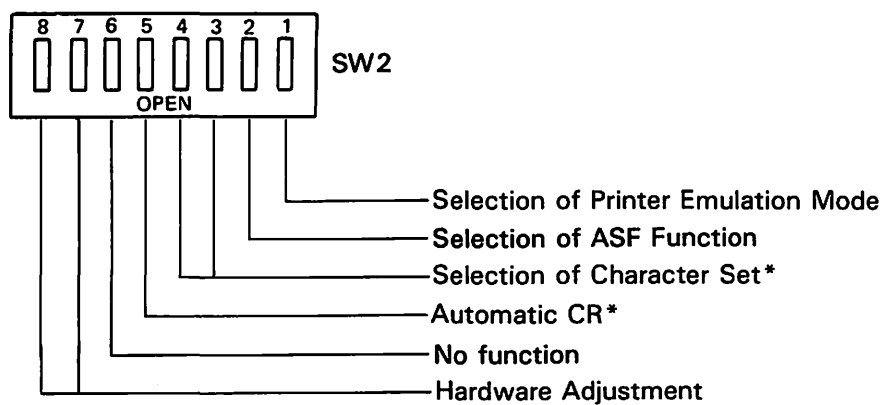 8 7 6 5 4 3 2 1
SW2
OPEN
Selection of Printer Emulation Mode
Selection of ASF Function
Selection of Character Set*
Automatic CR*
No function
Hardware Adjustment